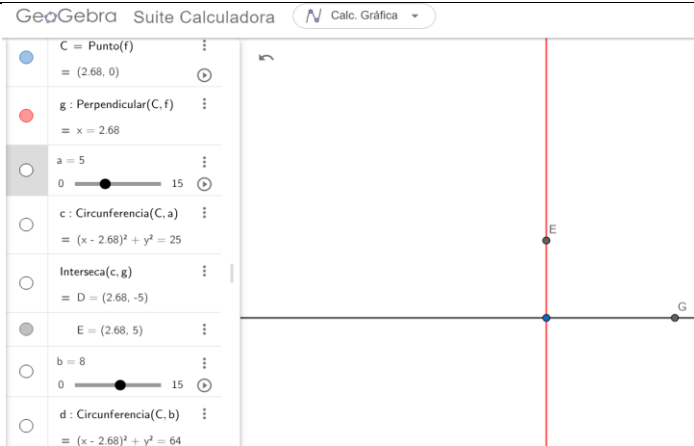 GeoGebra Suite Calculadora Calc. Gráfica
C = Punto(f)
= (2.68, 0)
g : Perpendicular(C, f)
= x = 2.68
a = 5
0 15
c : Circunferencia(C, a)
= (x - 2.68)² + y² = 25
Interseca(c, g)
= D = (2.68, -5)
E = (2.68, 5)
b = 8
0 15
d : Circunferencia(C, b)
= (x - 2.68)² + y² = 64
E
G